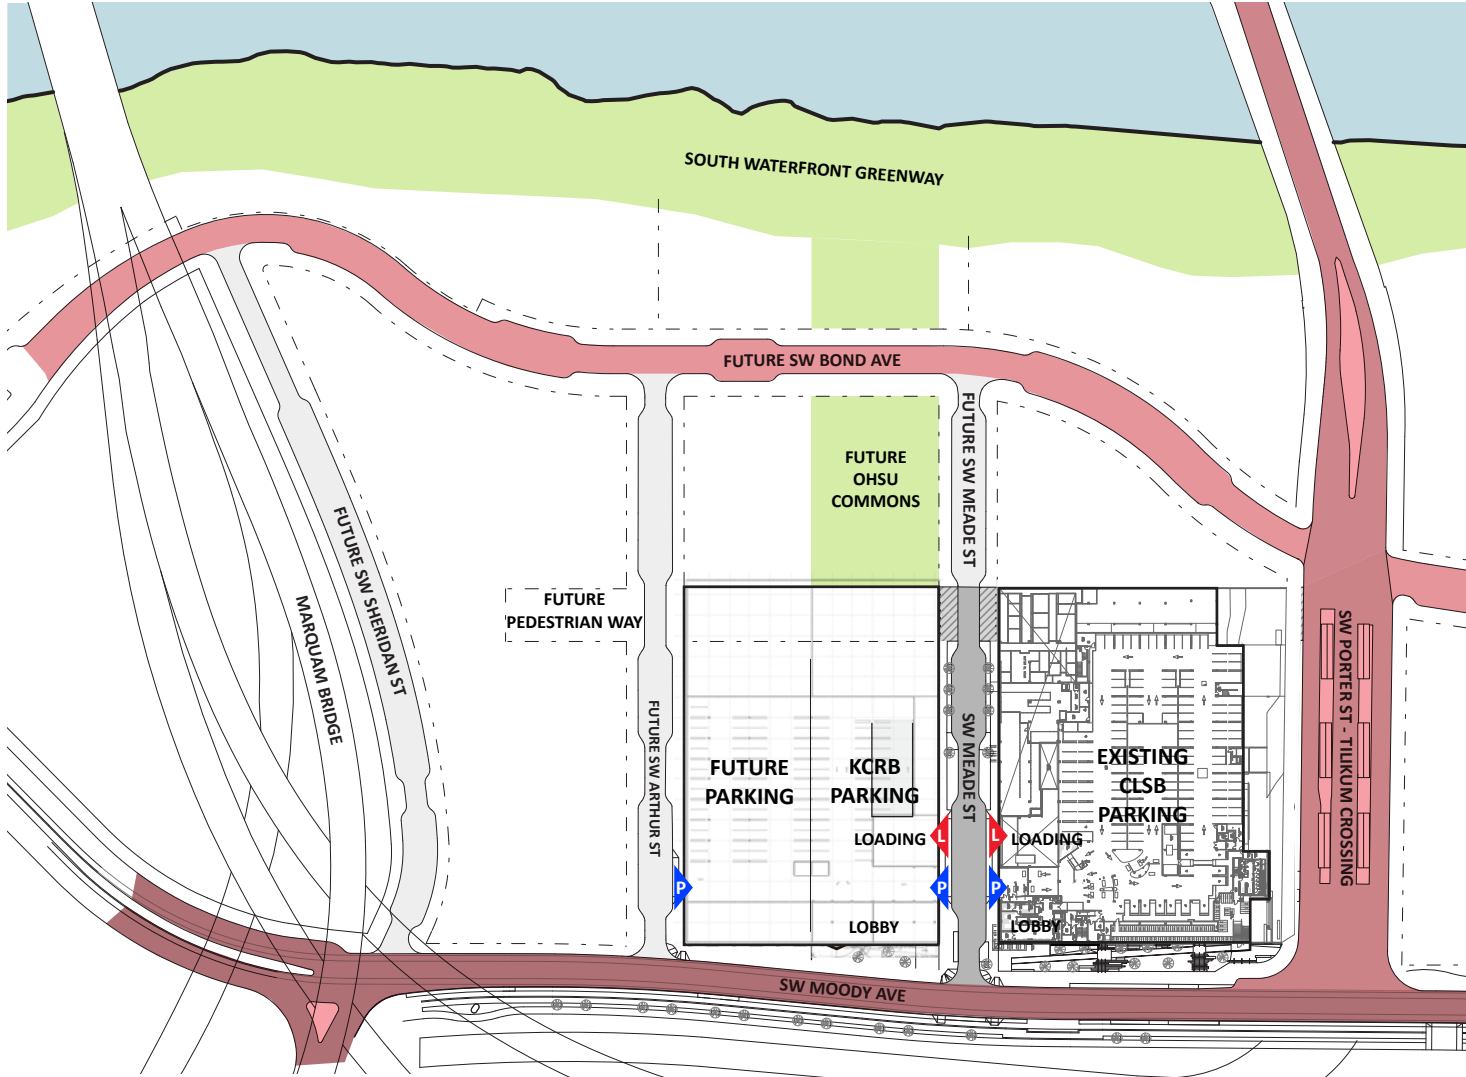 SOUTH WATERFRONT GREENWAY
FUTURE SW BOND AVE
FUTURE
OHSU
COMMONS
FUTURE SW MEADE ST
FUTURE SW SHERIDAN ST
MARQUAM BRIDGE
FUTURE
PEDESTRIAN WAY
FUTURE SW ARTHUR ST
FUTURE
PARKING
KCRB
PARKING
SW MEADE ST
EXISTING
CLSB
PARKING
SW PORTER ST - TILIKUM CROSSING
LOADING
L
L
LOADING
P
P
P
LOBBY
LOBBY
SW MOODY AVE